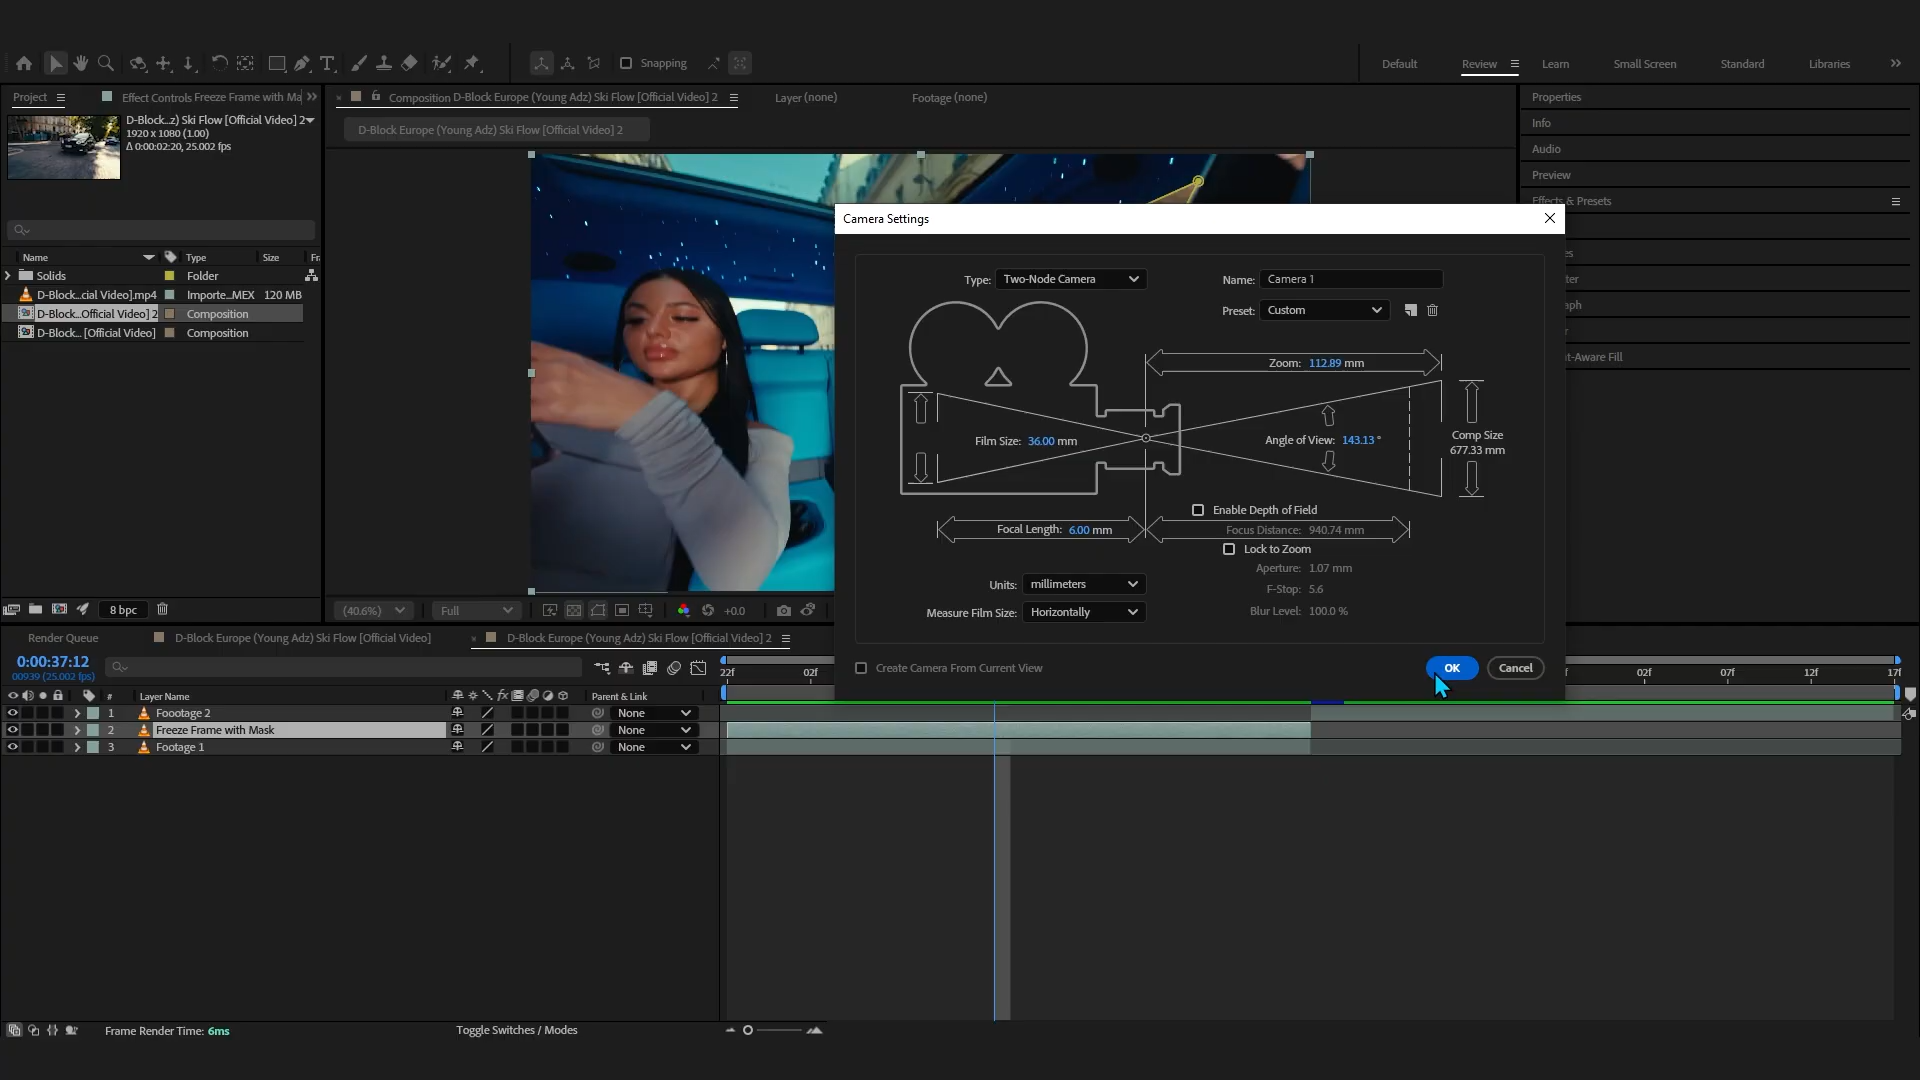 Snapping
Default
Review
Learn
Small Screen
Standard
Libraries
Project
Effect Controls Freeze Frame with Ma
Composition D-Block Europe (Young Adz) Ski Flow [Official Video] 2
Layer (none)
Footage (none)
Properties
D-Block...z) Ski Flow [Official Video] 2
1920 x 1080 (1.00)
Δ 0:00:02:20, 25.002 fps
D-Block Europe (Young Adz) Ski Flow [Official Video] 2
Info
Audio
Preview
Effects & Presets
Camera Settings
Type: Two-Node Camera
Name: Camera 1
Preset: Custom
Zoom: 112.89 mm
Film Size: 36.00 mm
Angle of View: 143.13 °
Comp Size
677.33 mm
Enable Depth of Field
Focal Length: 6.00 mm
Focus Distance: 940.74 mm
Lock to Zoom
Aperture: 1.07 mm
Units: millimeters
F-Stop: 5.6
Measure Film Size: Horizontally
Blur Level: 100.0 %
Create Camera From Current View
OK
Cancel
t-Aware Fill
Name
Type
Size
Fr
Solids
Folder
D-Block...cial Video].mp4
Importe...MEX
120 MB
D-Block...Official Video] 2
Composition
D-Block... [Official Video]
Composition
8 bpc
(40.6%)
Full
+0.0
Render Queue
D-Block Europe (Young Adz) Ski Flow [Official Video]
D-Block Europe (Young Adz) Ski Flow [Official Video] 2
0:00:37:12
00939 (25.002 fps)
22f
02f
02f
07f
12f
17f
#
Layer Name
fx
Parent & Link
1
Foootage 2
None
2
Freeze Frame with Mask
None
3
Footage 1
None
Frame Render Time: 6ms
Toggle Switches / Modes